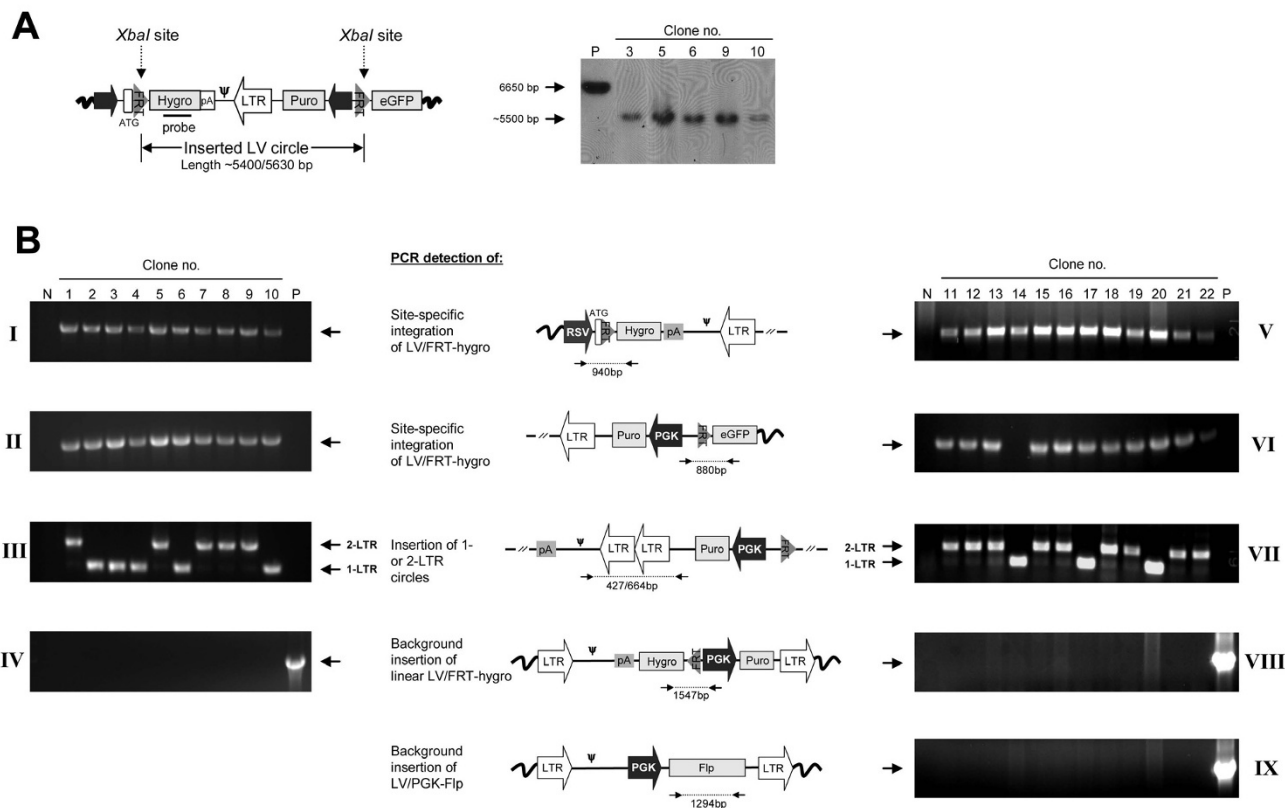 A
XbaI site
XbaI site
FRT
Hygro
pA
Ψ
LTR
Puro
FRT
eGFP
ATG
probe
Inserted LV circle
Length ~5400/5630 bp
Clone no.
P 3 5 6 9 10
6650 bp
~5500 bp
B
PCR detection of:
Clone no.
N 1 2 3 4 5 6 7 8 9 10 P
I
Site-specific
integration
of LV/FRT-hygro
RSV
ATG
FRT
Hygro
pA
Ψ
LTR
940bp
Clone no.
N 11 12 13 14 15 16 17 18 19 20 21 22 P
V
II
Site-specific
integration
of LV/FRT-hygro
LTR
Puro
PGK
FRT
eGFP
880bp
VI
III
2-LTR
1-LTR
Insertion of 1-
or 2-LTR
circles
pA
Ψ
LTR
LTR
Puro
PGK
FRT
427/664bp
2-LTR
1-LTR
VII
IV
Background
insertion of
linear LV/FRT-hygro
LTR
Ψ
pA
Hygro
FRT
PGK
Puro
LTR
1547bp
VIII
Background
insertion of
LV/PGK-Flp
LTR
Ψ
PGK
Flp
LTR
1294bp
IX